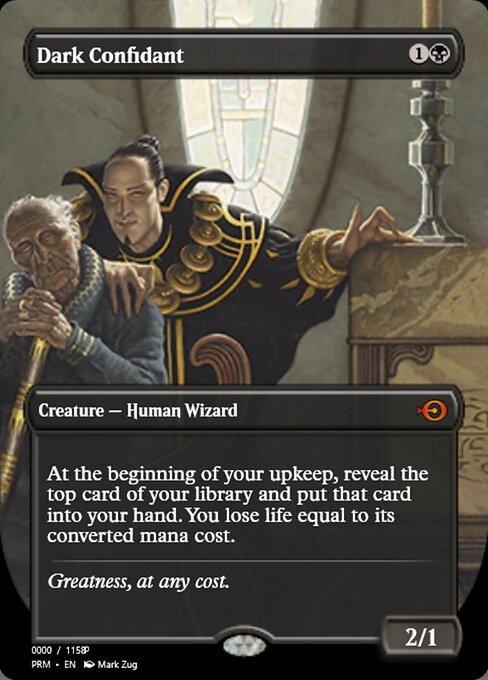 Dark Confidant 1
Creature — Human Wizard
At the beginning of your upkeep, reveal the
top card of your library and put that card
into your hand. You lose life equal to its
converted mana cost.
Greatness, at any cost.
2/1
0000 / 1158P
PRM • EN Mark Zug